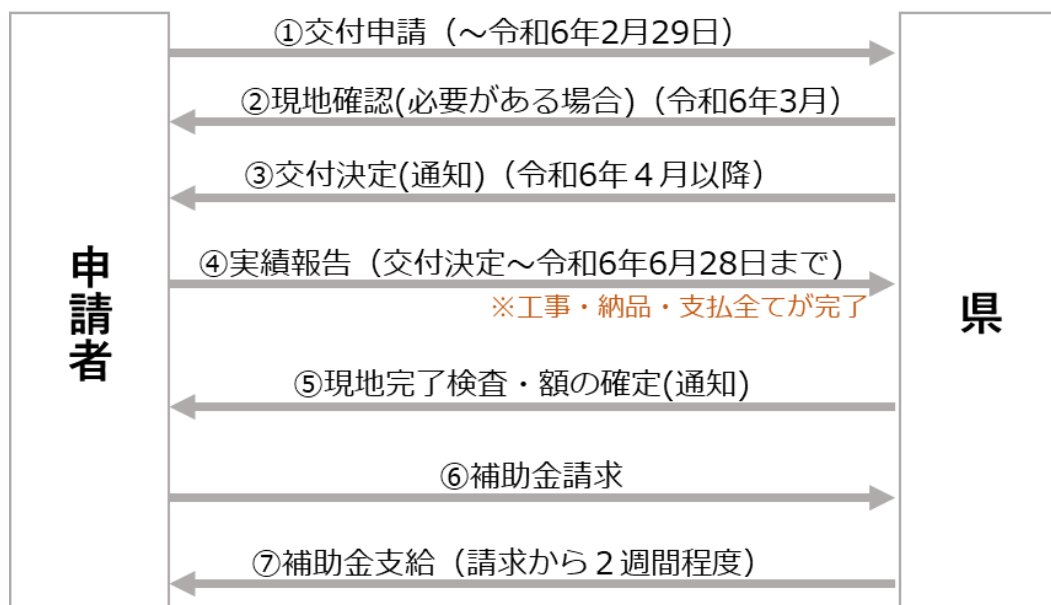 ①交付申請（～令和6年2月29日）
②現地確認(必要がある場合)（令和6年3月）
③交付決定(通知)（令和6年４月以降）
④実績報告（交付決定～令和6年6月28日まで)
※工事・納品・支払全てが完了
⑤現地完了検査・額の確定(通知)
⑥補助金請求
⑦補助金支給（請求から２週間程度）
申請者
県